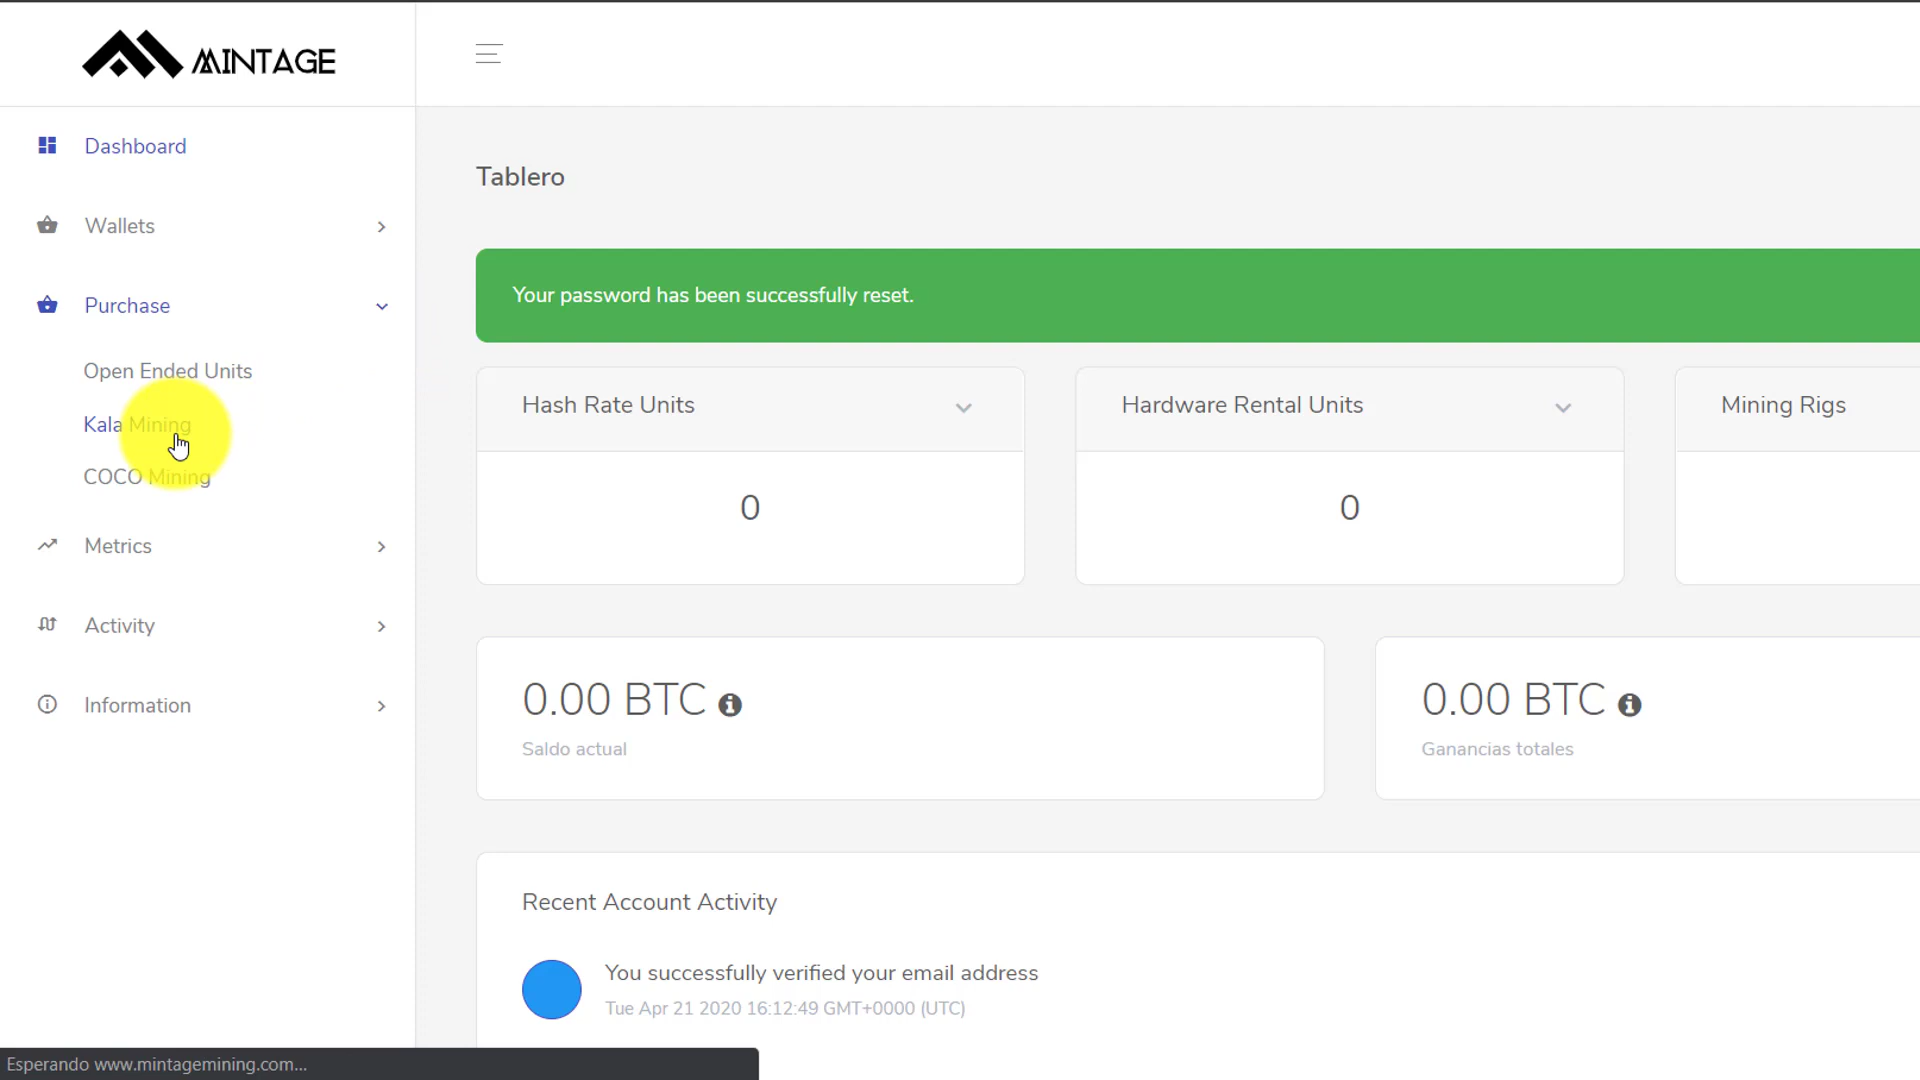 MINTAGE
Dashboard
Wallets
Purchase
Open Ended Units
Kala Mining
COCO Mining
Metrics
Activity
Information
Tablero
Your password has been successfully reset.
Hash Rate Units
0
Hardware Rental Units
0
Mining Rigs
0.00 BTC
Saldo actual
0.00 BTC
Ganancias totales
Recent Account Activity
You successfully verified your email address
Tue Apr 21 2020 16:12:49 GMT+0000 (UTC)
Esperando www.mintagemining.com...